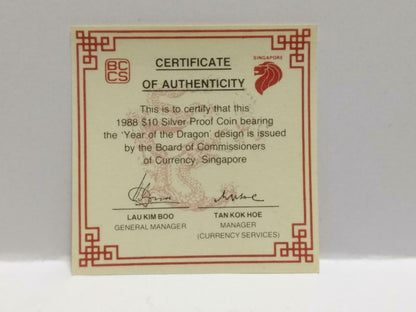 BC
CS
CERTIFICATE
OF AUTHENTICITY
SINGAPORE
This is to certify that this
1988 $10 Silver Proof Coin bearing
the 'Year of the Dragon' design is issued
by the Board of Commissioners
of Currency, Singapore
LAU KIM BOO
GENERAL MANAGER
TAN KOK HOE
MANAGER
(CURRENCY SERVICES)